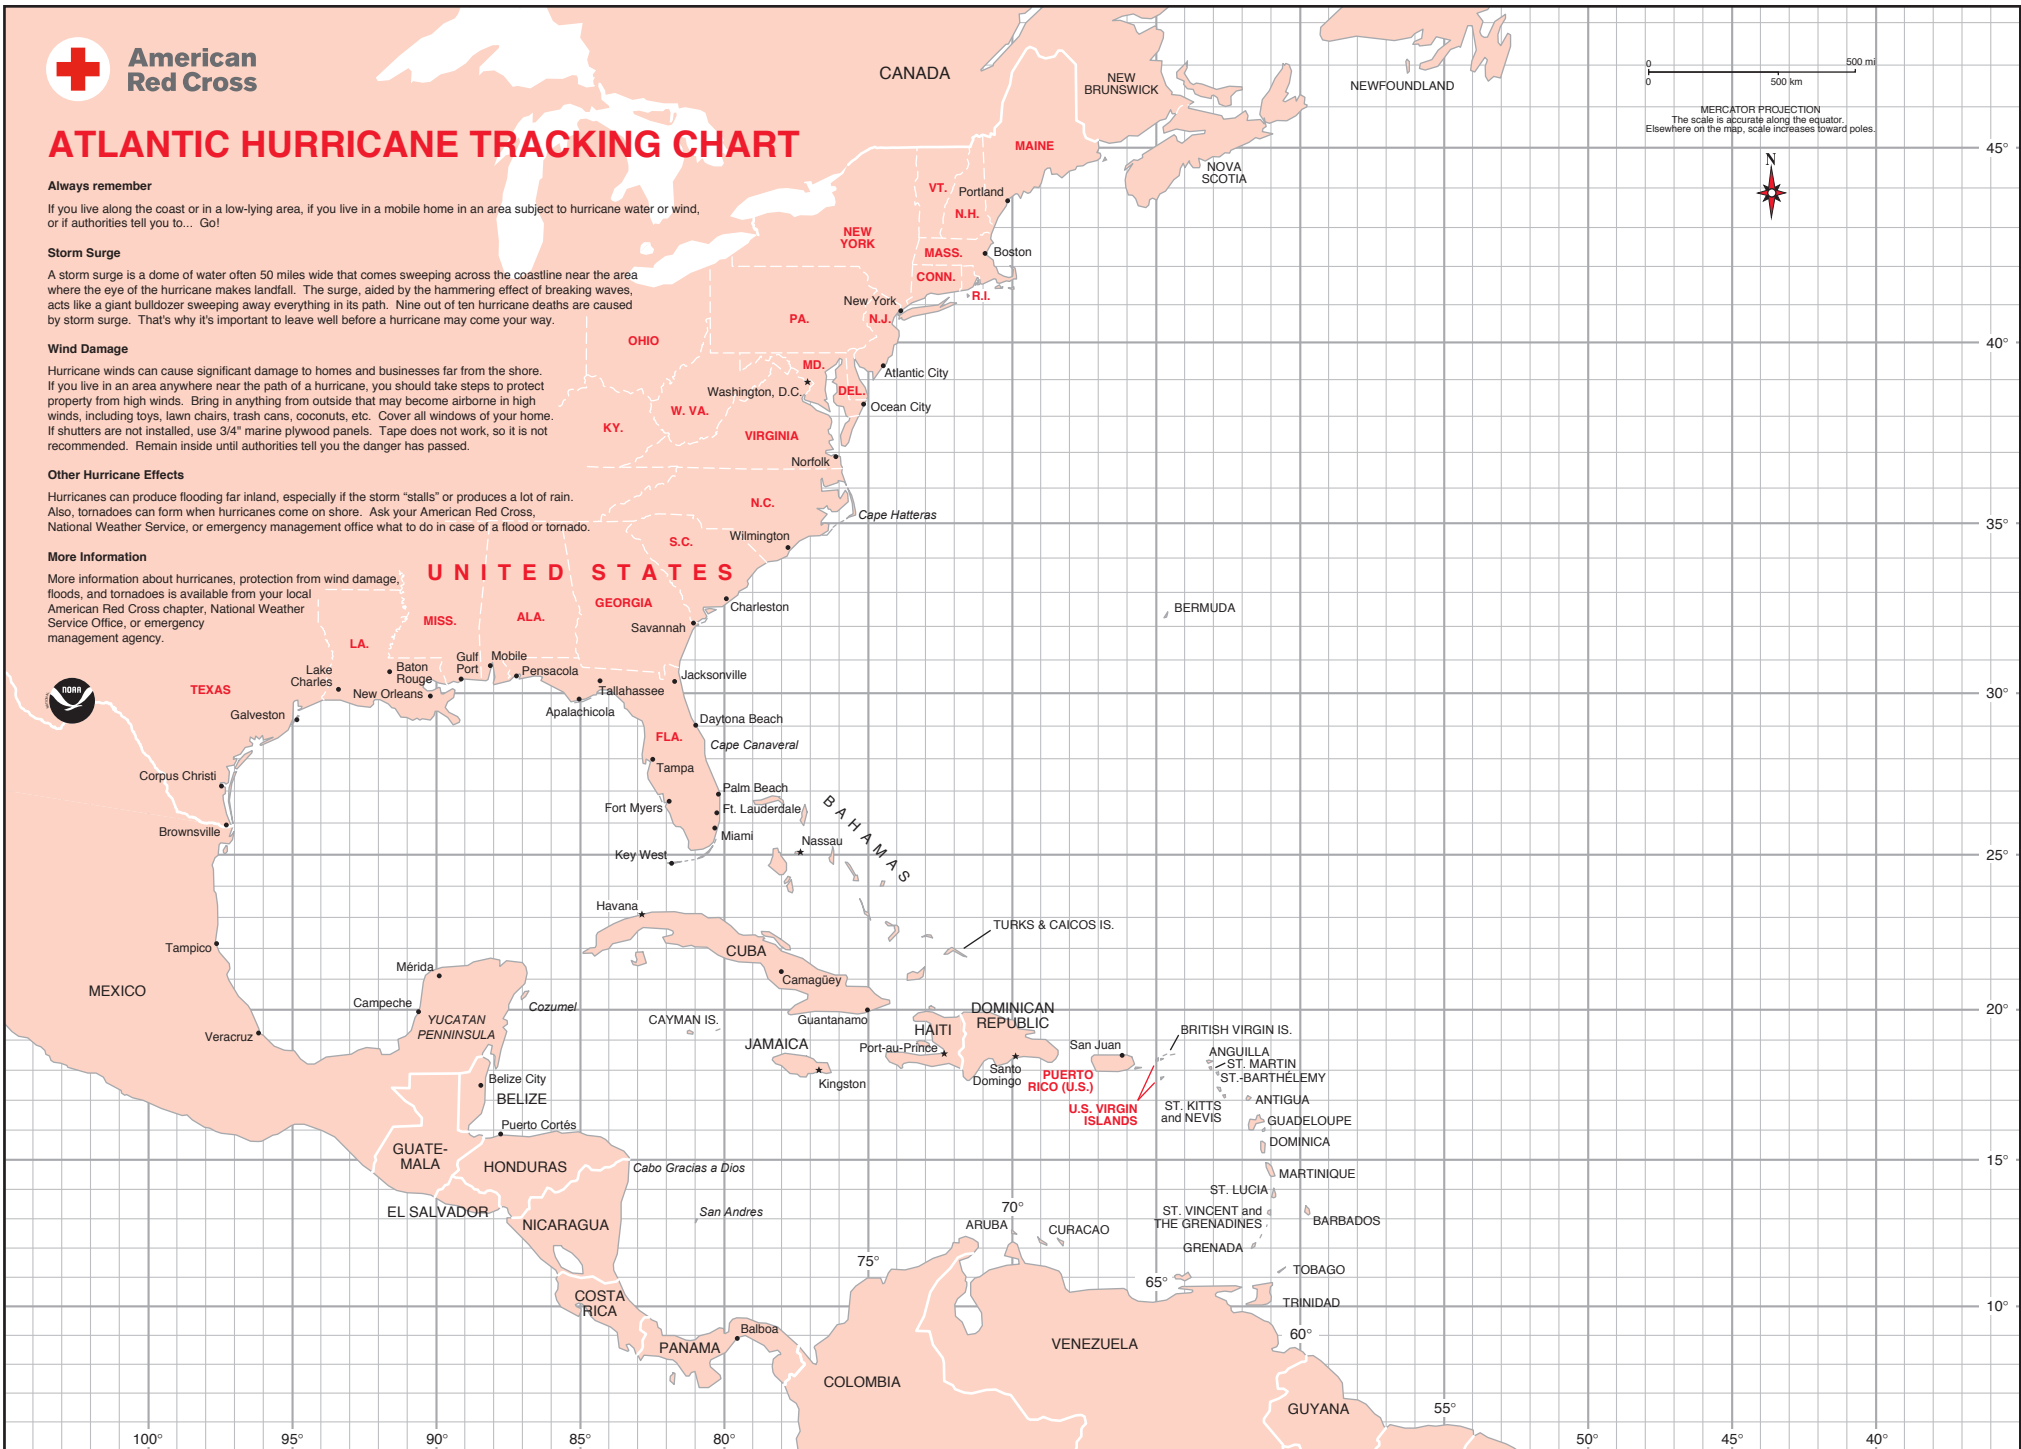 American
Red Cross
ATLANTIC HURRICANE TRACKING CHART
Always remember
If you live along the coast or in a low-lying area, if you live in a mobile home in an area subject to hurricane water or wind,
or if authorities tell you to... Go!
Storm Surge
A storm surge is a dome of water often 50 miles wide that comes sweeping across the coastline near the area
where the eye of the hurricane makes landfall. The surge, aided by the hammering effect of breaking waves,
acts like a giant bulldozer sweeping away everything in its path. Nine out of ten hurricane deaths are caused
by storm surge. That's why it's important to leave well before a hurricane may come your way.
Wind Damage
Hurricane winds can cause significant damage to homes and businesses far from the shore.
If you live in an area anywhere near the path of a hurricane, you should take steps to protect
property from high winds. Bring in anything from outside that may become airborne in high
winds, including toys, lawn chairs, trash cans, coconuts, etc. Cover all windows of your home.
If shutters are not installed, use 3/4" marine plywood panels. Tape does not work, so it is not
recommended. Remain inside until authorities tell you the danger has passed.
Other Hurricane Effects
Hurricanes can produce flooding far inland, especially if the storm “stalls” or produces a lot of rain.
Also, tornadoes can form when hurricanes come on shore. Ask your American Red Cross,
National Weather Service, or emergency management office what to do in case of a flood or tornado.
More Information
More information about hurricanes, protection from wind damage,
floods, and tornadoes is available from your local
American Red Cross chapter, National Weather
Service Office, or emergency
management agency.
NOAA
0 500 mi
0 500 km
MERCATOR PROJECTION
The scale is accurate along the equator.
Elsewhere on the map, scale increases toward poles.
N
CANADA
NEW
BRUNSWICK
NEWFOUNDLAND
NOVA
SCOTIA
MAINE
VT.
Portland
N.H.
NEW
YORK
MASS.
Boston
CONN.
R.I.
New York
PA.
N.J.
OHIO
MD.
Atlantic City
Washington, D.C.
DEL.
Ocean City
W. VA.
KY.
VIRGINIA
Norfolk
N.C.
Cape Hatteras
S.C.
Wilmington
UNITED STATES
GEORGIA
Charleston
MISS.
ALA.
Savannah
BERMUDA
LA.
Lake
Charles
Baton
Rouge
Gulf
Port
Mobile
Pensacola
Jacksonville
TEXAS
New Orleans
Tallahassee
Galveston
Apalachicola
Daytona Beach
FLA.
Cape Canaveral
Tampa
Corpus Christi
Palm Beach
Fort Myers
Ft. Lauderdale
Brownsville
Miami
BAHAMAS
Nassau
Key West
Havana
TURKS & CAICOS IS.
Tampico
CUBA
Mérida
Camagüey
MEXICO
Campeche
Cozumel
YUCATAN
PENNINSULA
CAYMAN IS.
Guantanamo
DOMINICAN
REPUBLIC
HAITI
Veracruz
JAMAICA
Port-au-Prince
San Juan
BRITISH VIRGIN IS.
Santo
Domingo
Kingston
PUERTO
RICO (U.S.)
ANGUILLA
ST. MARTIN
ST.-BARTHÉLEMY
Belize City
BELIZE
U.S. VIRGIN
ISLANDS
ST. KITTS
and NEVIS
ANTIGUA
Puerto Cortés
GUADELOUPE
DOMINICA
GUATE-
MALA
HONDURAS
Cabo Gracias a Dios
MARTINIQUE
ST. LUCIA
EL SALVADOR
San Andres
NICARAGUA
ARUBA
CURACAO
ST. VINCENT and
THE GRENADINES
BARBADOS
GRENADA
TOBAGO
TRINIDAD
COSTA
RICA
Balboa
PANAMA
VENEZUELA
COLOMBIA
GUYANA
45°
40°
35°
30°
25°
20°
15°
10°
100°
95°
90°
85°
80°
75°
70°
65°
60°
55°
50°
45°
40°